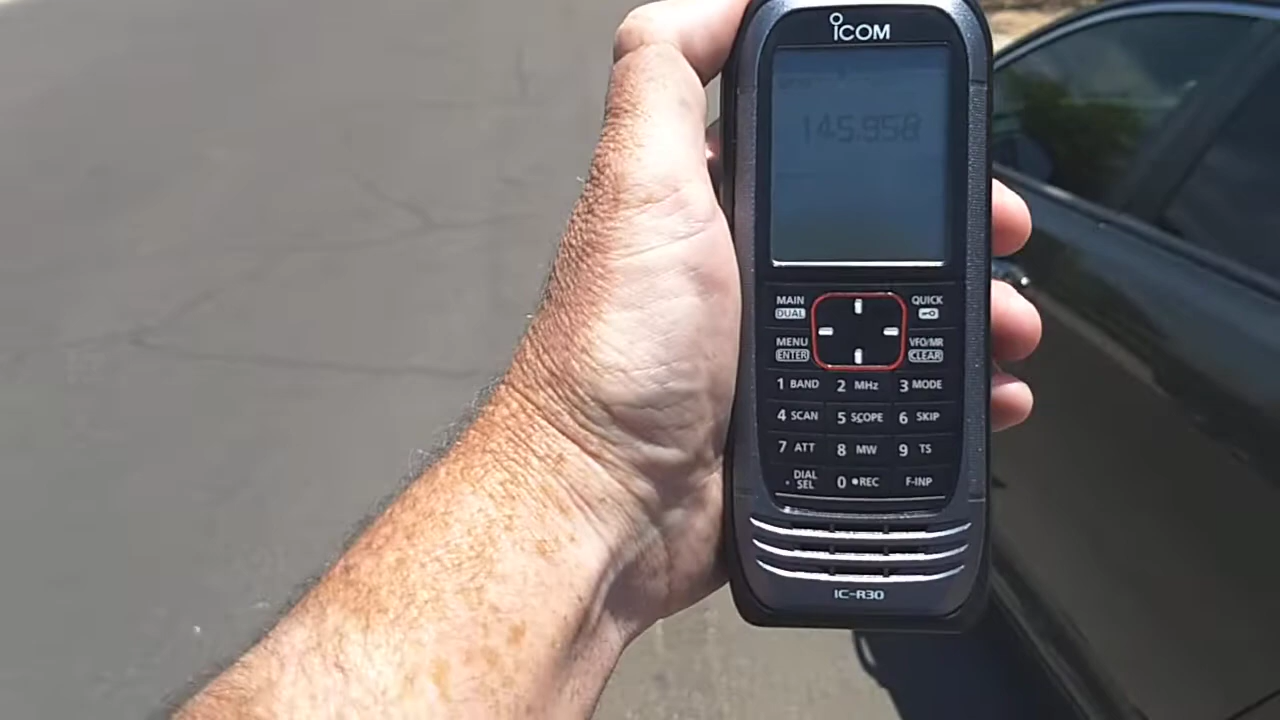 iCOM
145.958
MAIN QUICK
DUAL
MENU VFO/MR
ENTER CLEAR
1 BAND 2 MHz 3 MODE
4 SCAN 5 SCOPE 6 SKIP
7 ATT 8 MW 9 TS
. DIAL SEL 0 ●REC F-INP
IC-R30